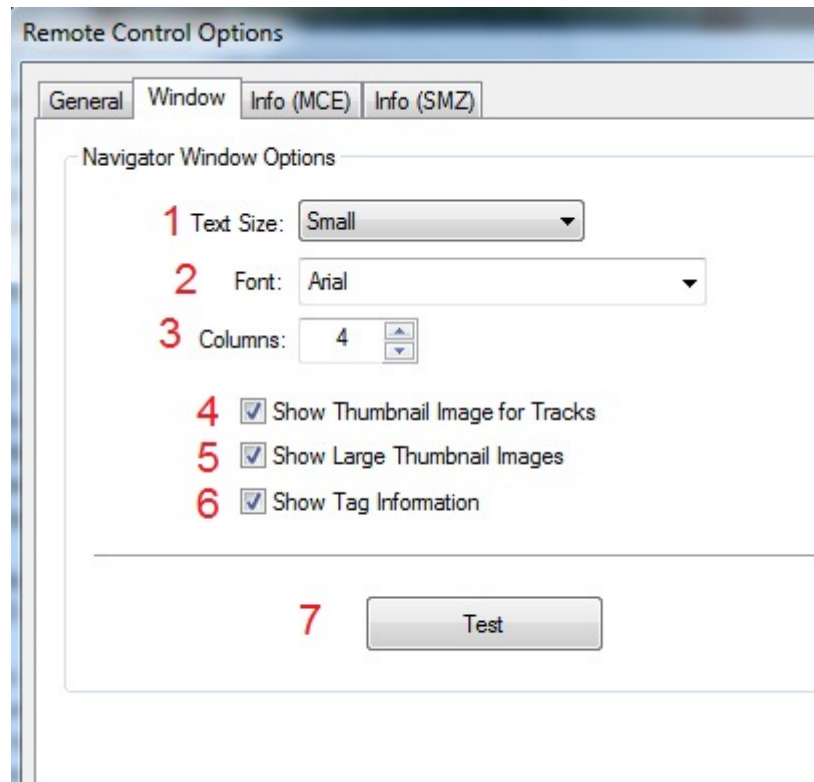 Remote Control Options
General Window Info (MCE) Info (SMZ)
Navigator Window Options
1 Text Size: Small
2 Font: Arial
3 Columns: 4
4 Show Thumbnail Image for Tracks
5 Show Large Thumbnail Images
6 Show Tag Information
7 Test